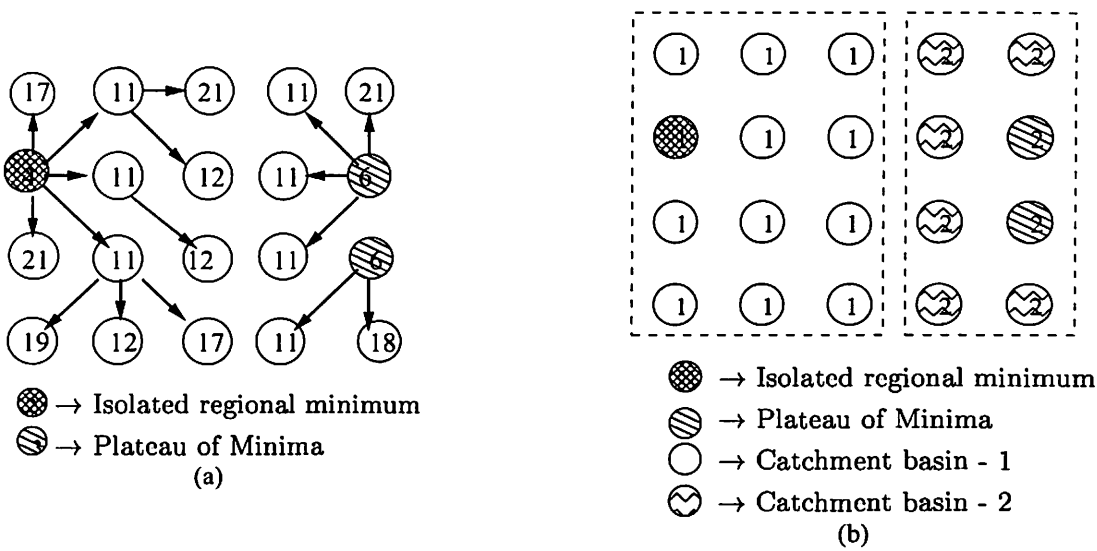 17 11 21 11 21
11 12 11 6
21 11 12 11 6
19 12 17 11 18
→ Isolated regional minimum
→ Plateau of Minima
(a)
1 1 1 2 2
1 1 1 2 2
1 1 1 2 2
1 1 1 2 2
→ Isolated regional minimum
→ Plateau of Minima
→ Catchment basin - 1
→ Catchment basin - 2
(b)